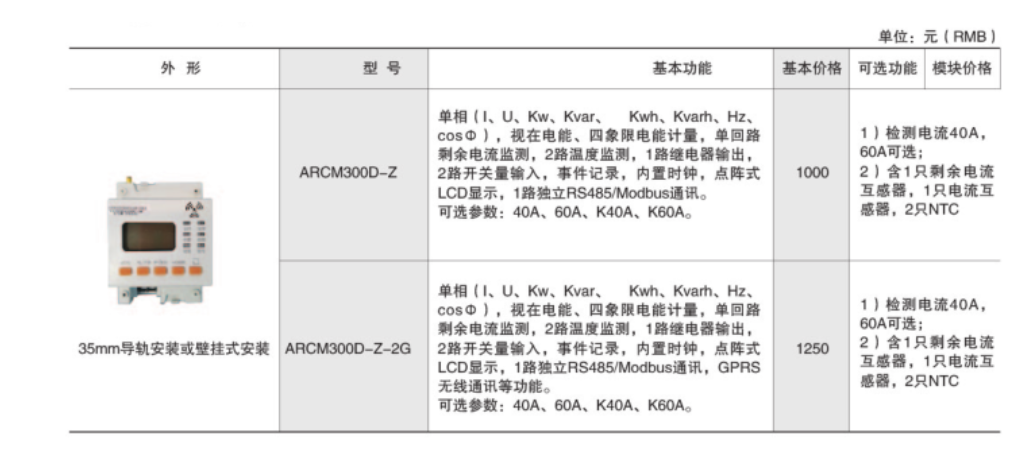 单位：元（RMB）
外 形 型 号 基本功能 基本价格 可选功能 模块价格
35mm导轨安装或壁挂式安装
ARCM300D-Z
单相（I、U、Kw、Kvar、 Kwh、Kvarh、Hz、
cosΦ），视在电能、四象限电能计量，单回路
剩余电流监测，2路温度监测，1路继电器输出，
2路开关量输入，事件记录，内置时钟，点阵式
LCD显示，1路独立RS485/Modbus通讯。
可选参数：40A、60A、K40A、K60A。
1000
1）检测电流40A，
60A可选；
2）含1只剩余电流
互感器，1只电流互
感器，2只NTC
ARCM300D-Z-2G
单相（I、U、Kw、Kvar、 Kwh、Kvarh、Hz、
cosΦ），视在电能、四象限电能计量，单回路
剩余电流监测，2路温度监测，1路继电器输出，
2路开关量输入，事件记录，内置时钟，点阵式
LCD显示，1路独立RS485/Modbus通讯，GPRS
无线通讯等功能。
可选参数：40A、60A、K40A、K60A。
1250
1）检测电流40A，
60A可选；
2）含1只剩余电流
互感器，1只电流互
感器，2只NTC